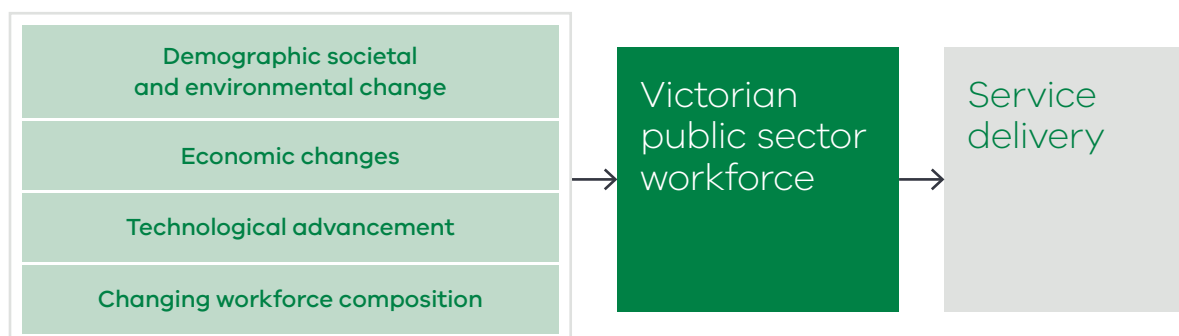 Demographic societal
and environmental change
Economic changes
Technological advancement
Changing workforce composition
Victorian
public sector
workforce
Service
delivery